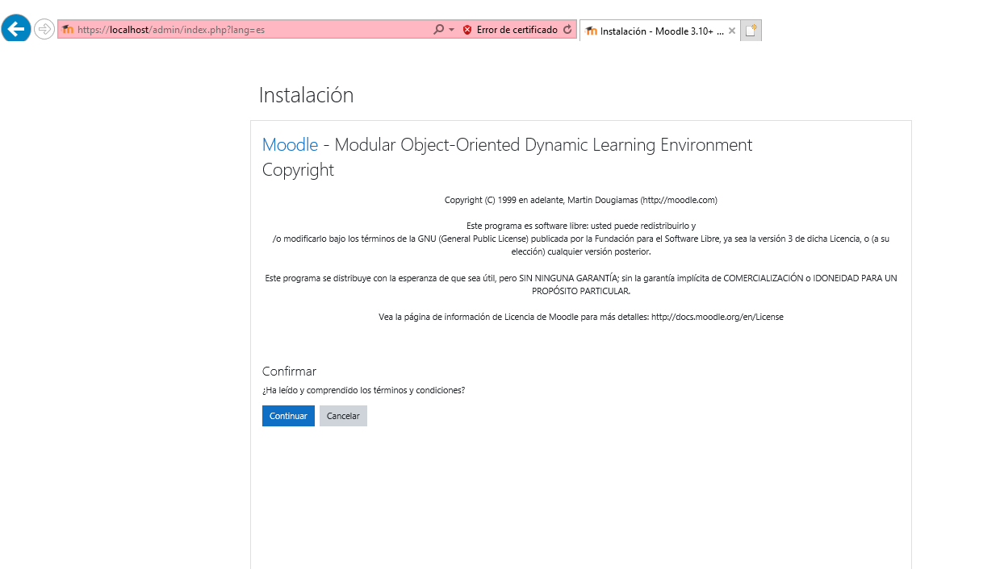 https://localhost/admin/index.php?lang=es
Error de certificado
Instalación - Moodle 3.10+ ...
Instalación
Moodle - Modular Object-Oriented Dynamic Learning Environment
Copyright
Copyright (C) 1999 en adelante, Martin Dougiamas (http://moodle.com)
Este programa es software libre: usted puede redistribuirlo y
/o modificarlo bajo los términos de la GNU (General Public License) publicada por la Fundación para el Software Libre, ya sea la versión 3 de dicha Licencia, o (a su
elección) cualquier versión posterior.
Este programa se distribuye con la esperanza de que sea útil, pero SIN NINGUNA GARANTÍA; sin la garantía implícita de COMERCIALIZACIÓN o IDONEIDAD PARA UN
PROPÓSITO PARTICULAR.
Vea la página de información de Licencia de Moodle para más detalles: http://docs.moodle.org/en/License
Confirmar
¿Ha leído y comprendido los términos y condiciones?
Continuar
Cancelar